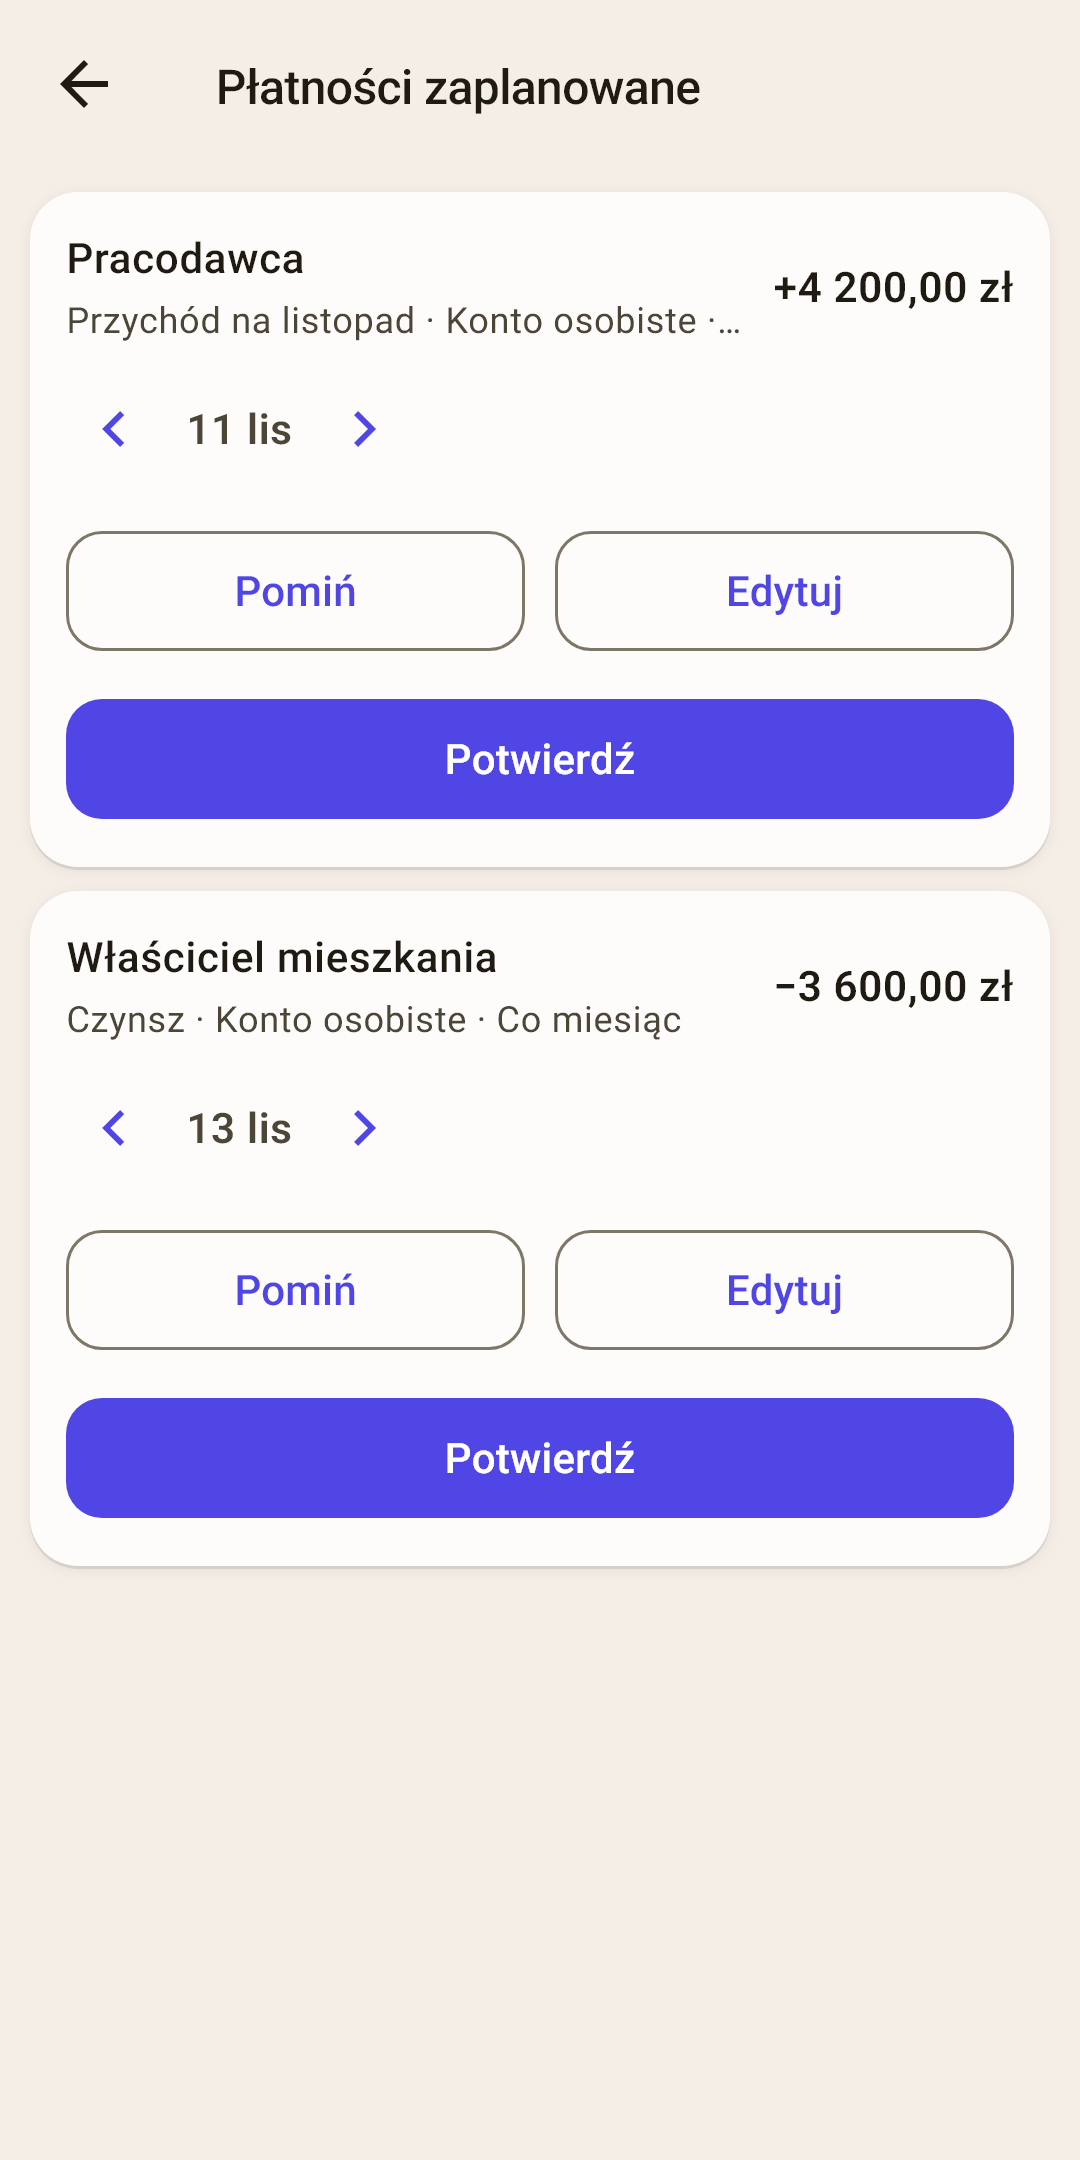 Płatności zaplanowane
Pracodawca
+4 200,00 zł
Przychód na listopad · Konto osobiste ·…
11 lis
Pomiń
Edytuj
Potwierdź
Właściciel mieszkania
−3 600,00 zł
Czynsz · Konto osobiste · Co miesiąc
13 lis
Pomiń
Edytuj
Potwierdź